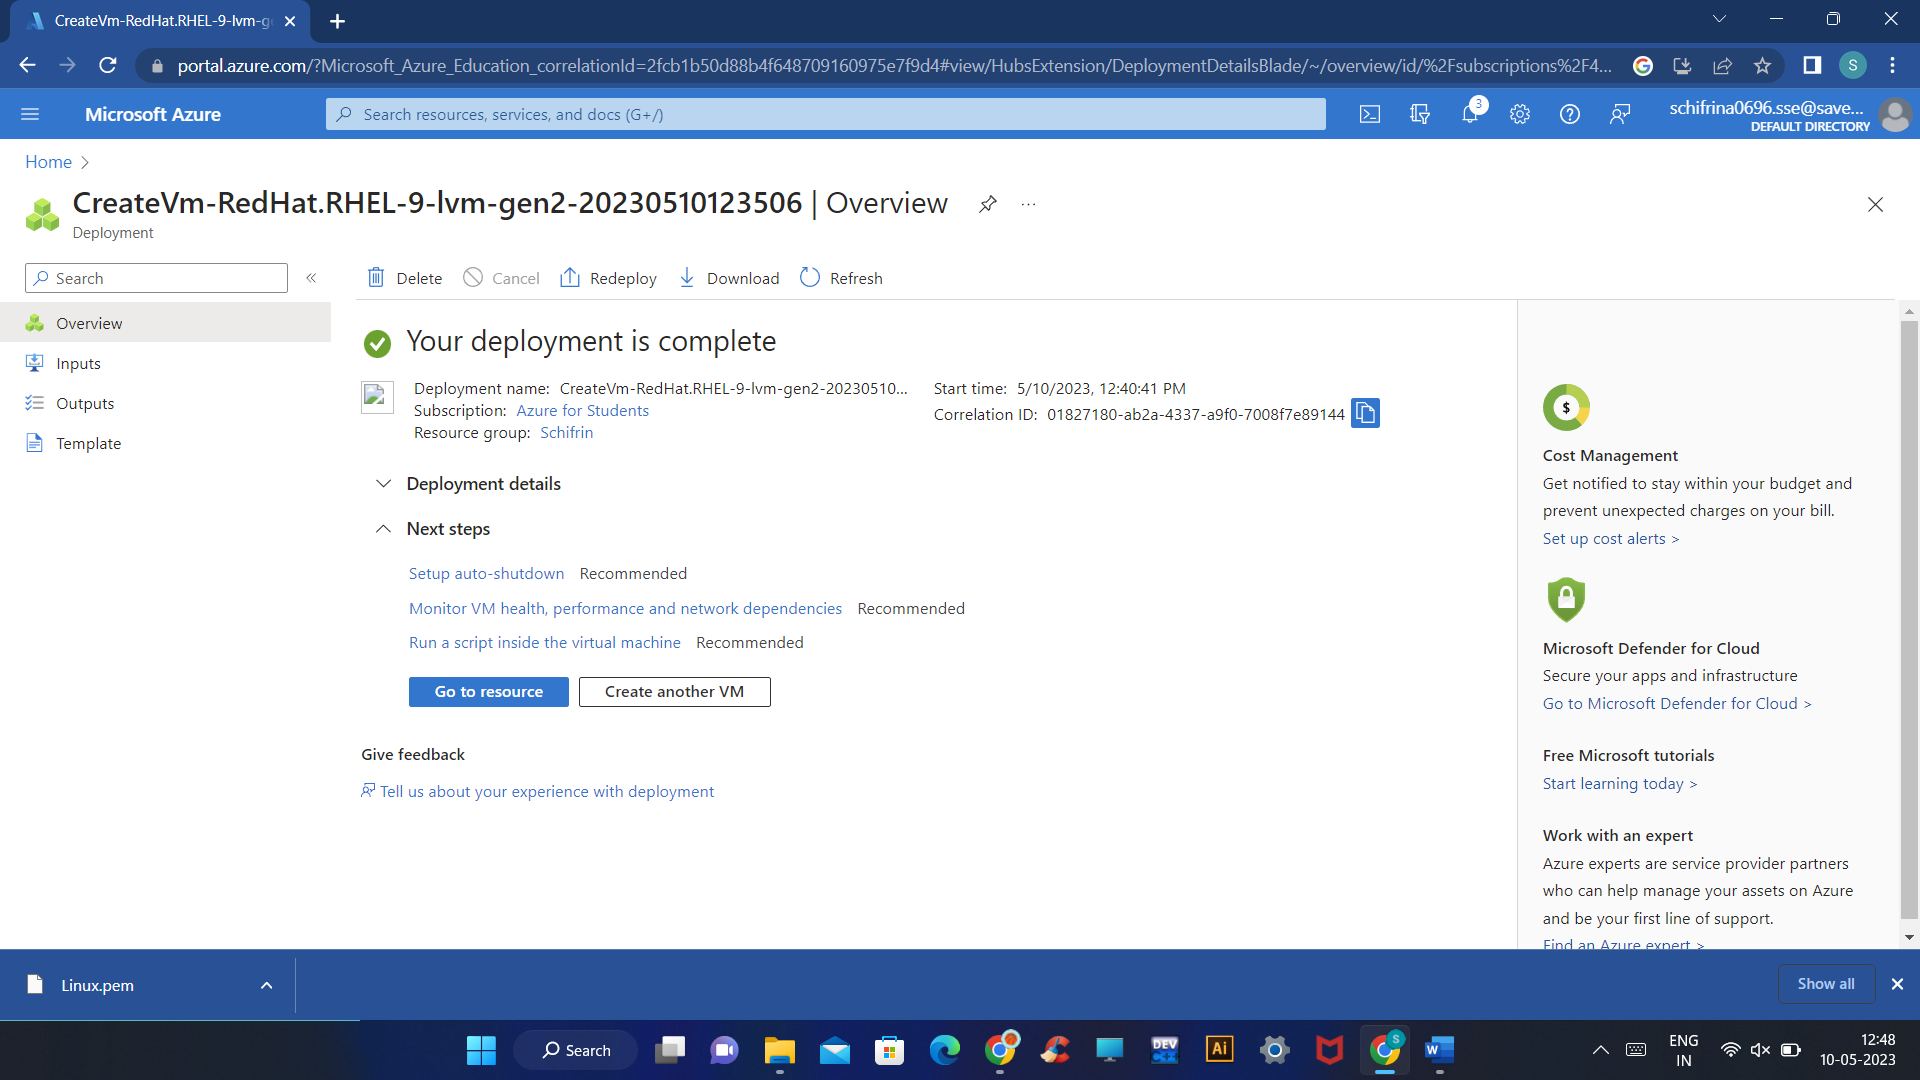 CreateVm-RedHat.RHEL-9-lvm-g
portal.azure.com/?Microsoft_Azure_Education_correlationId=2fcb1b50d88b4f648709160975e7f9d4#view/HubsExtension/DeploymentDetailsBlade/~/overview/id/%2Fsubscriptions%2F4...
S
Microsoft Azure
Search resources, services, and docs (G+/)
3
schifrina0696.sse@save...
DEFAULT DIRECTORY
Home
CreateVm-RedHat.RHEL-9-lvm-gen2-20230510123506 | Overview
...
Deployment
Search
Delete
Cancel
Redeploy
Download
Refresh
Overview
Inputs
Outputs
Template
Your deployment is complete
Deployment name: CreateVm-RedHat.RHEL-9-lvm-gen2-20230510...
Subscription: Azure for Students
Resource group: Schifrin
Start time: 5/10/2023, 12:40:41 PM
Correlation ID: 01827180-ab2a-4337-a9f0-7008f7e89144
Deployment details
Next steps
Setup auto-shutdown Recommended
Monitor VM health, performance and network dependencies Recommended
Run a script inside the virtual machine Recommended
Go to resource
Create another VM
Give feedback
Tell us about your experience with deployment
$
Cost Management
Get notified to stay within your budget and
prevent unexpected charges on your bill.
Set up cost alerts >
Microsoft Defender for Cloud
Secure your apps and infrastructure
Go to Microsoft Defender for Cloud >
Free Microsoft tutorials
Start learning today >
Work with an expert
Azure experts are service provider partners
who can help manage your assets on Azure
and be your first line of support.
Find an Azure expert >
Linux.pem
Show all
Search
DEV
C++
Ai
S
W
ENG
IN
12:48
10-05-2023